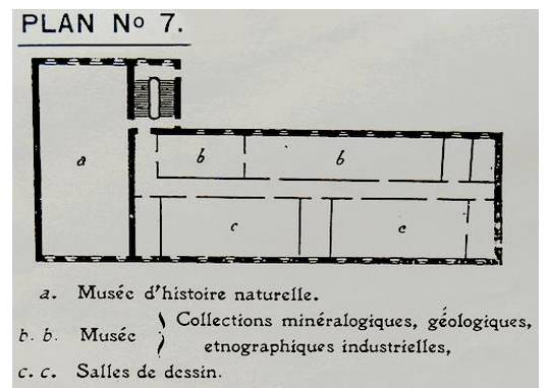 PLAN No 7.
a
b
b
c
c
a. Musée d'histoire naturelle.
b. b. Musée } Collections minéralogiques, géologiques,
etnographiques industrielles,
c. c. Salles de dessin.